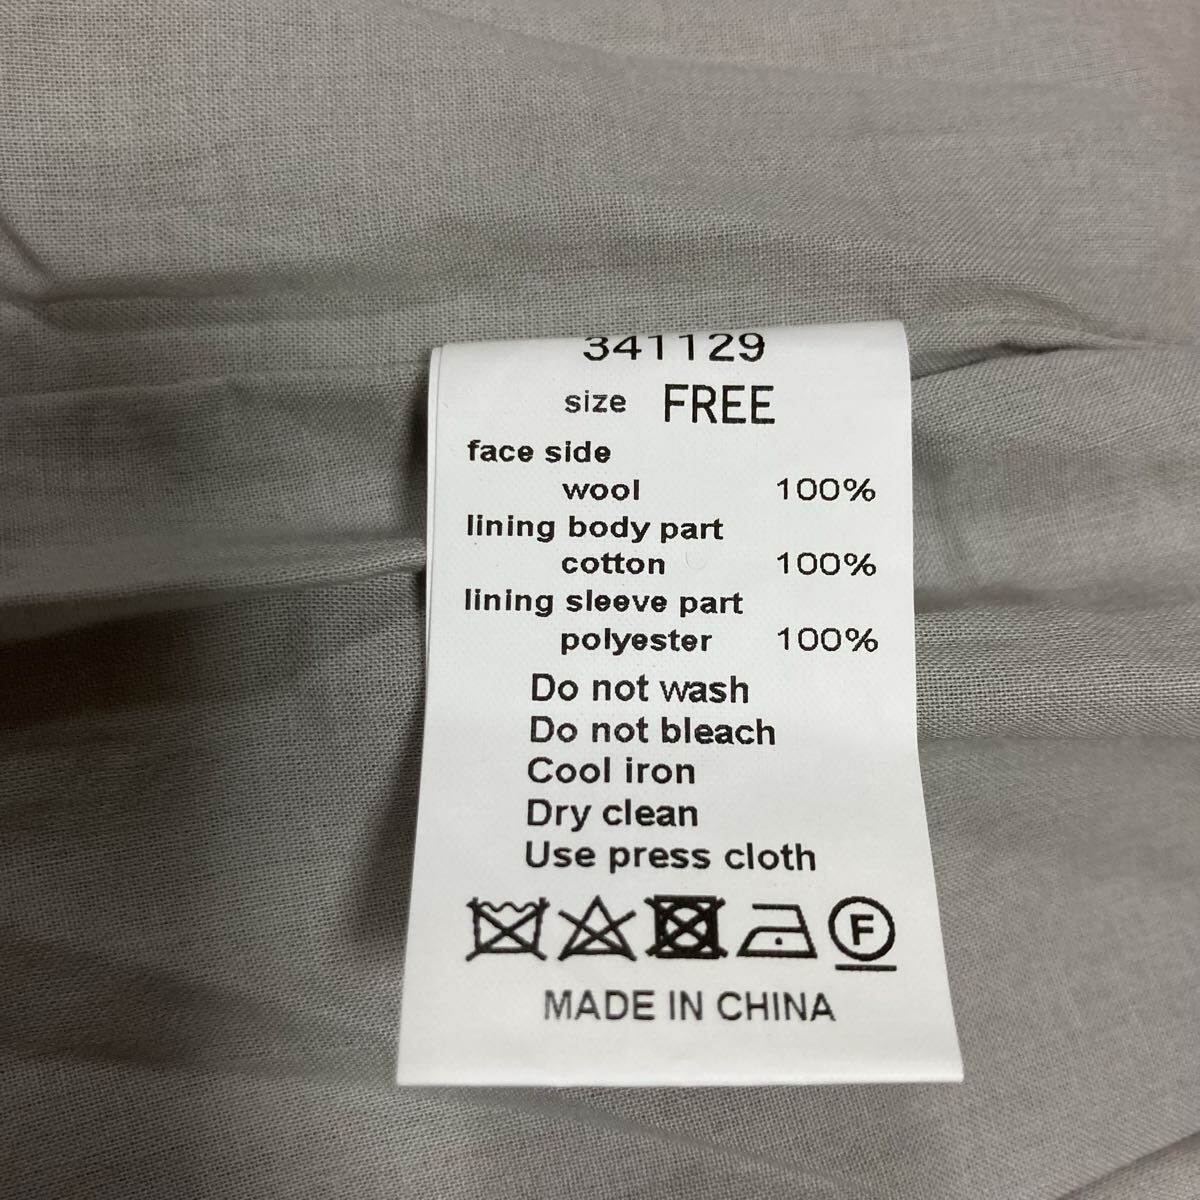 341129
size FREE
face side
wool 100%
lining body part
cotton 100%
lining sleeve part
polyester 100%
Do not wash
Do not bleach
Cool iron
Dry clean
Use press cloth
F
MADE IN CHINA